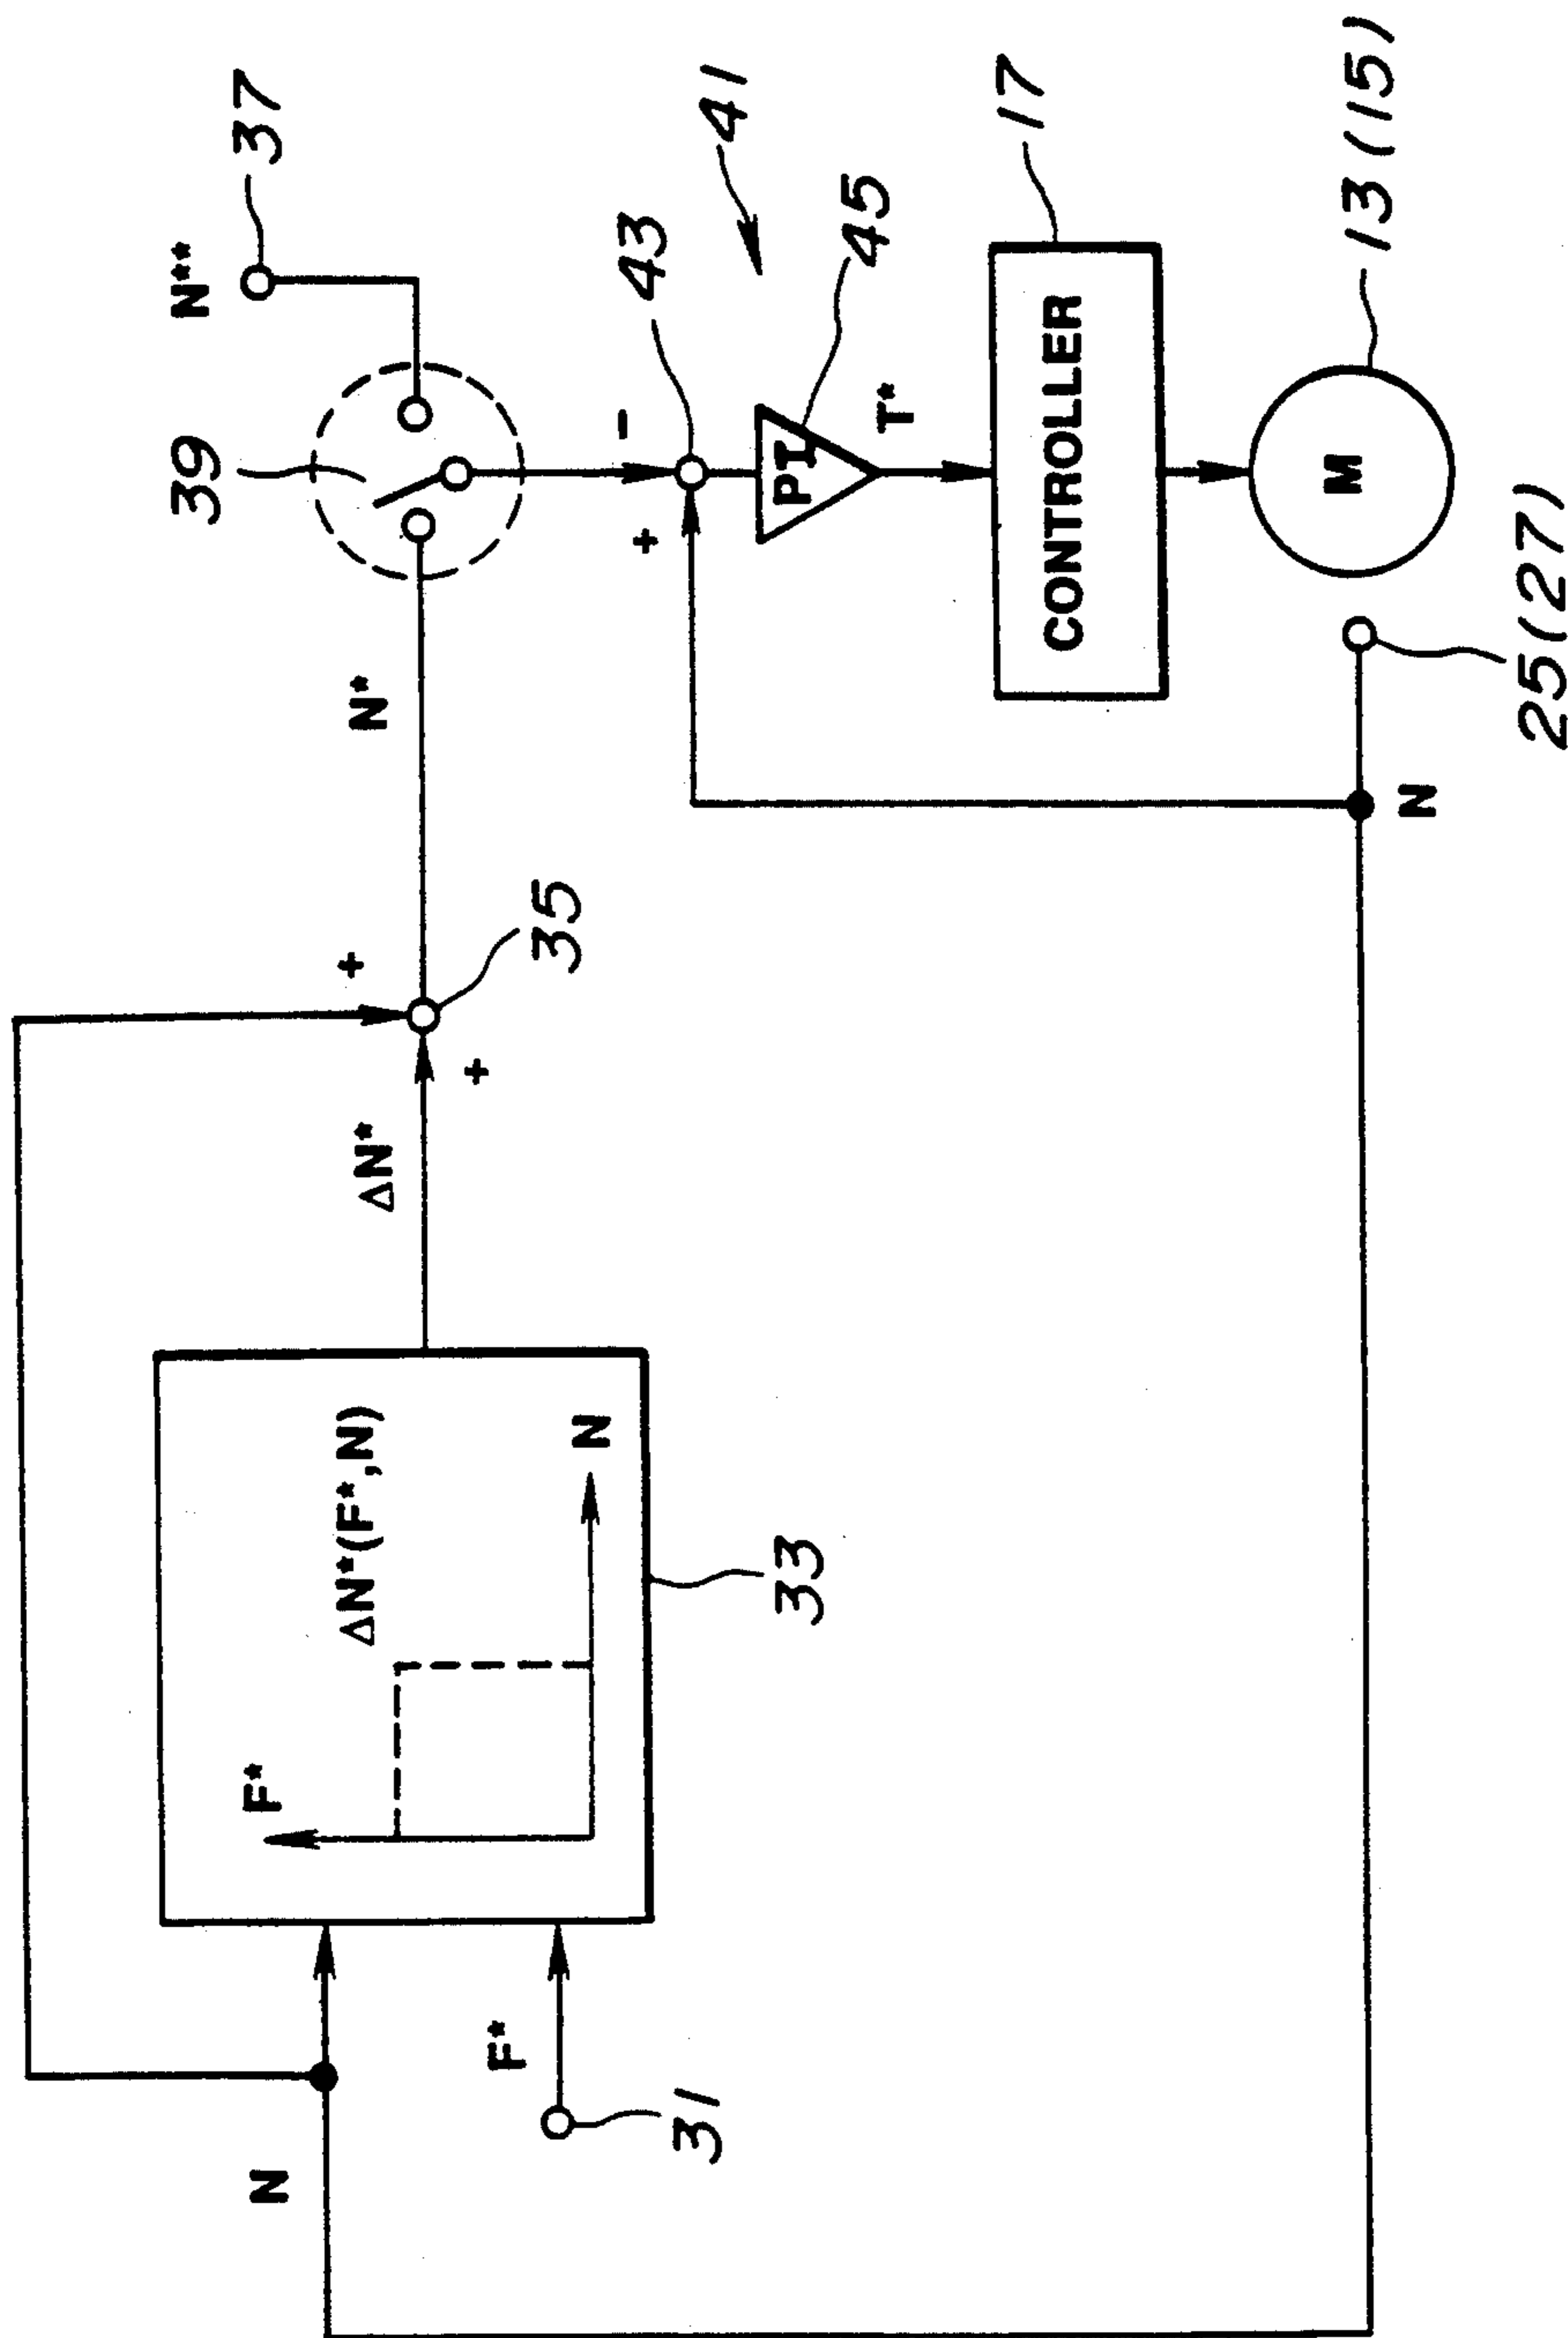 N
F*
31
F*
ΔN*(F*,N)
N
33
ΔN*
+
+
35
N*
39
N**
37
-
+
43
41
PI
45
T*
CONTROLLER
17
M
13(15)
25(27)
N